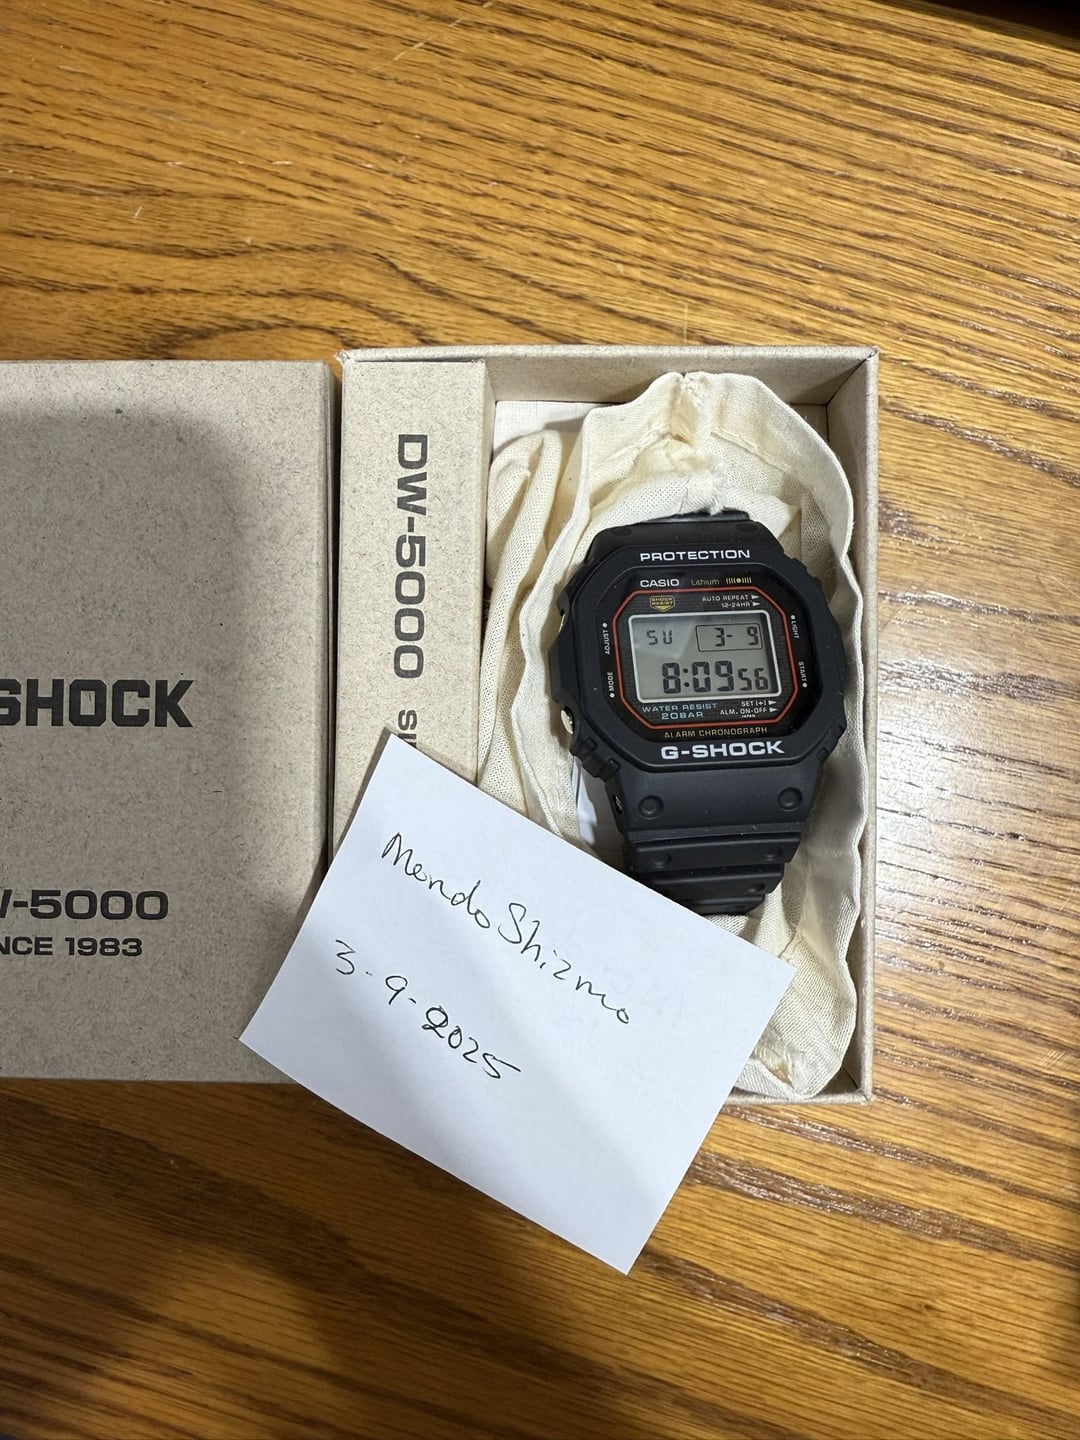 SHOCK
-5000
NCE 1983
DW-5000
PROTECTION
CASIO Lithium
SHOCK RESIST
AUTO REPEAT
12-24HR
ADJUST
MODE
LIGHT
START
SU 3-9
8:09 56
WATER RESIST
20BAR
SET[+]
ALM. ON-OFF
JAPAN
ALARM CHRONOGRAPH
G-SHOCK
MendoShizmo
3-9-2025